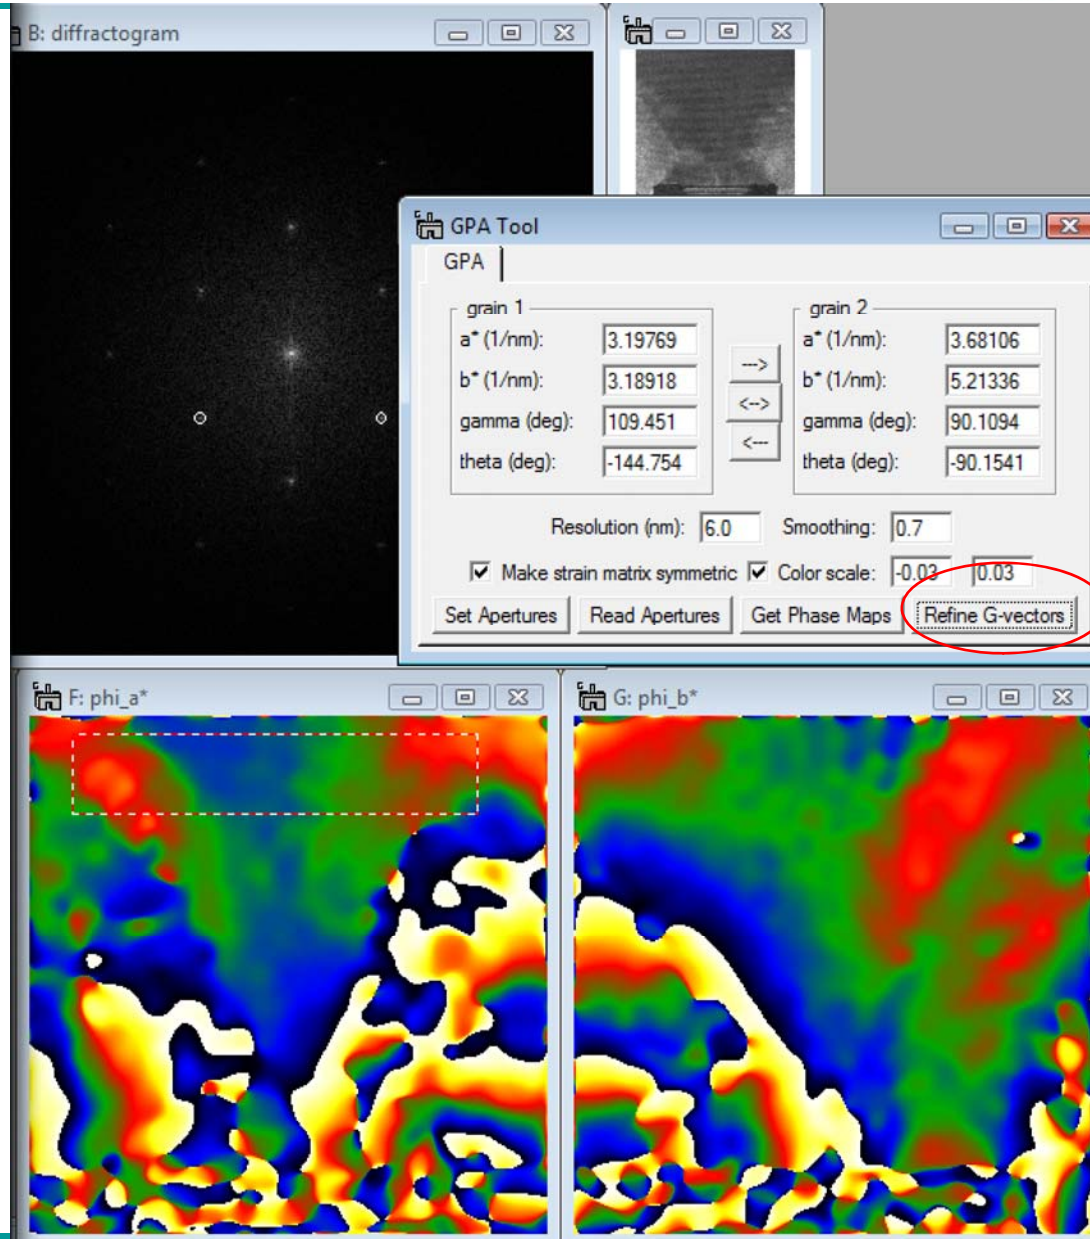 B: diffractogram
GPA Tool
GPA
grain 1
a* (1/nm): 3.19769
b* (1/nm): 3.18918
gamma (deg): 109.451
theta (deg): -144.754
--->
<-->
<---
grain 2
a* (1/nm): 3.68106
b* (1/nm): 5.21336
gamma (deg): 90.1094
theta (deg): -90.1541
Resolution (nm): 6.0 Smoothing: 0.7
Make strain matrix symmetric Color scale: -0.03 0.03
Set Apertures Read Apertures Get Phase Maps Refine G-vectors
F: phi_a*
G: phi_b*